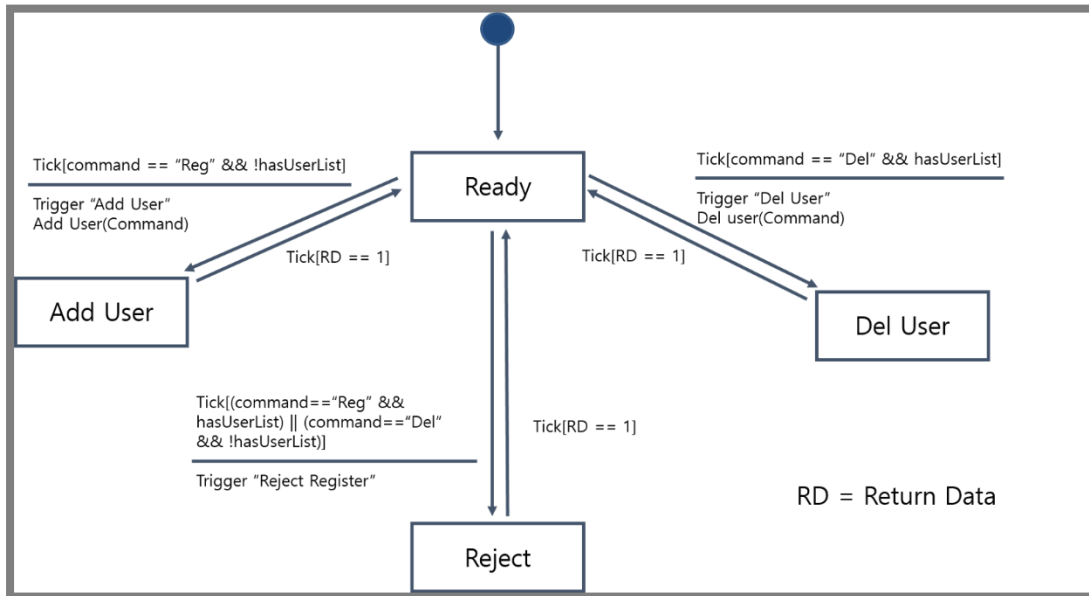 Tick[command == “Reg” && !hasUserList]
Trigger “Add User”
Add User(Command)
Ready
Tick[command == “Del” && hasUserList]
Trigger “Del User”
Del user(Command)
Tick[RD == 1]
Tick[RD == 1]
Add User
Del User
Tick[(command==“Reg” &&
hasUserList) || (command==“Del”
&& !hasUserList)]
Trigger “Reject Register”
Tick[RD == 1]
RD = Return Data
Reject